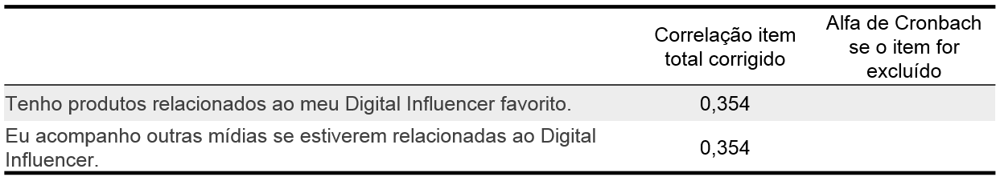 Correlação item
total corrigido
Alfa de Cronbach
se o item for
excluído
Tenho produtos relacionados ao meu Digital Influencer favorito.
0,354
Eu acompanho outras mídias se estiverem relacionadas ao Digital
Influencer.
0,354